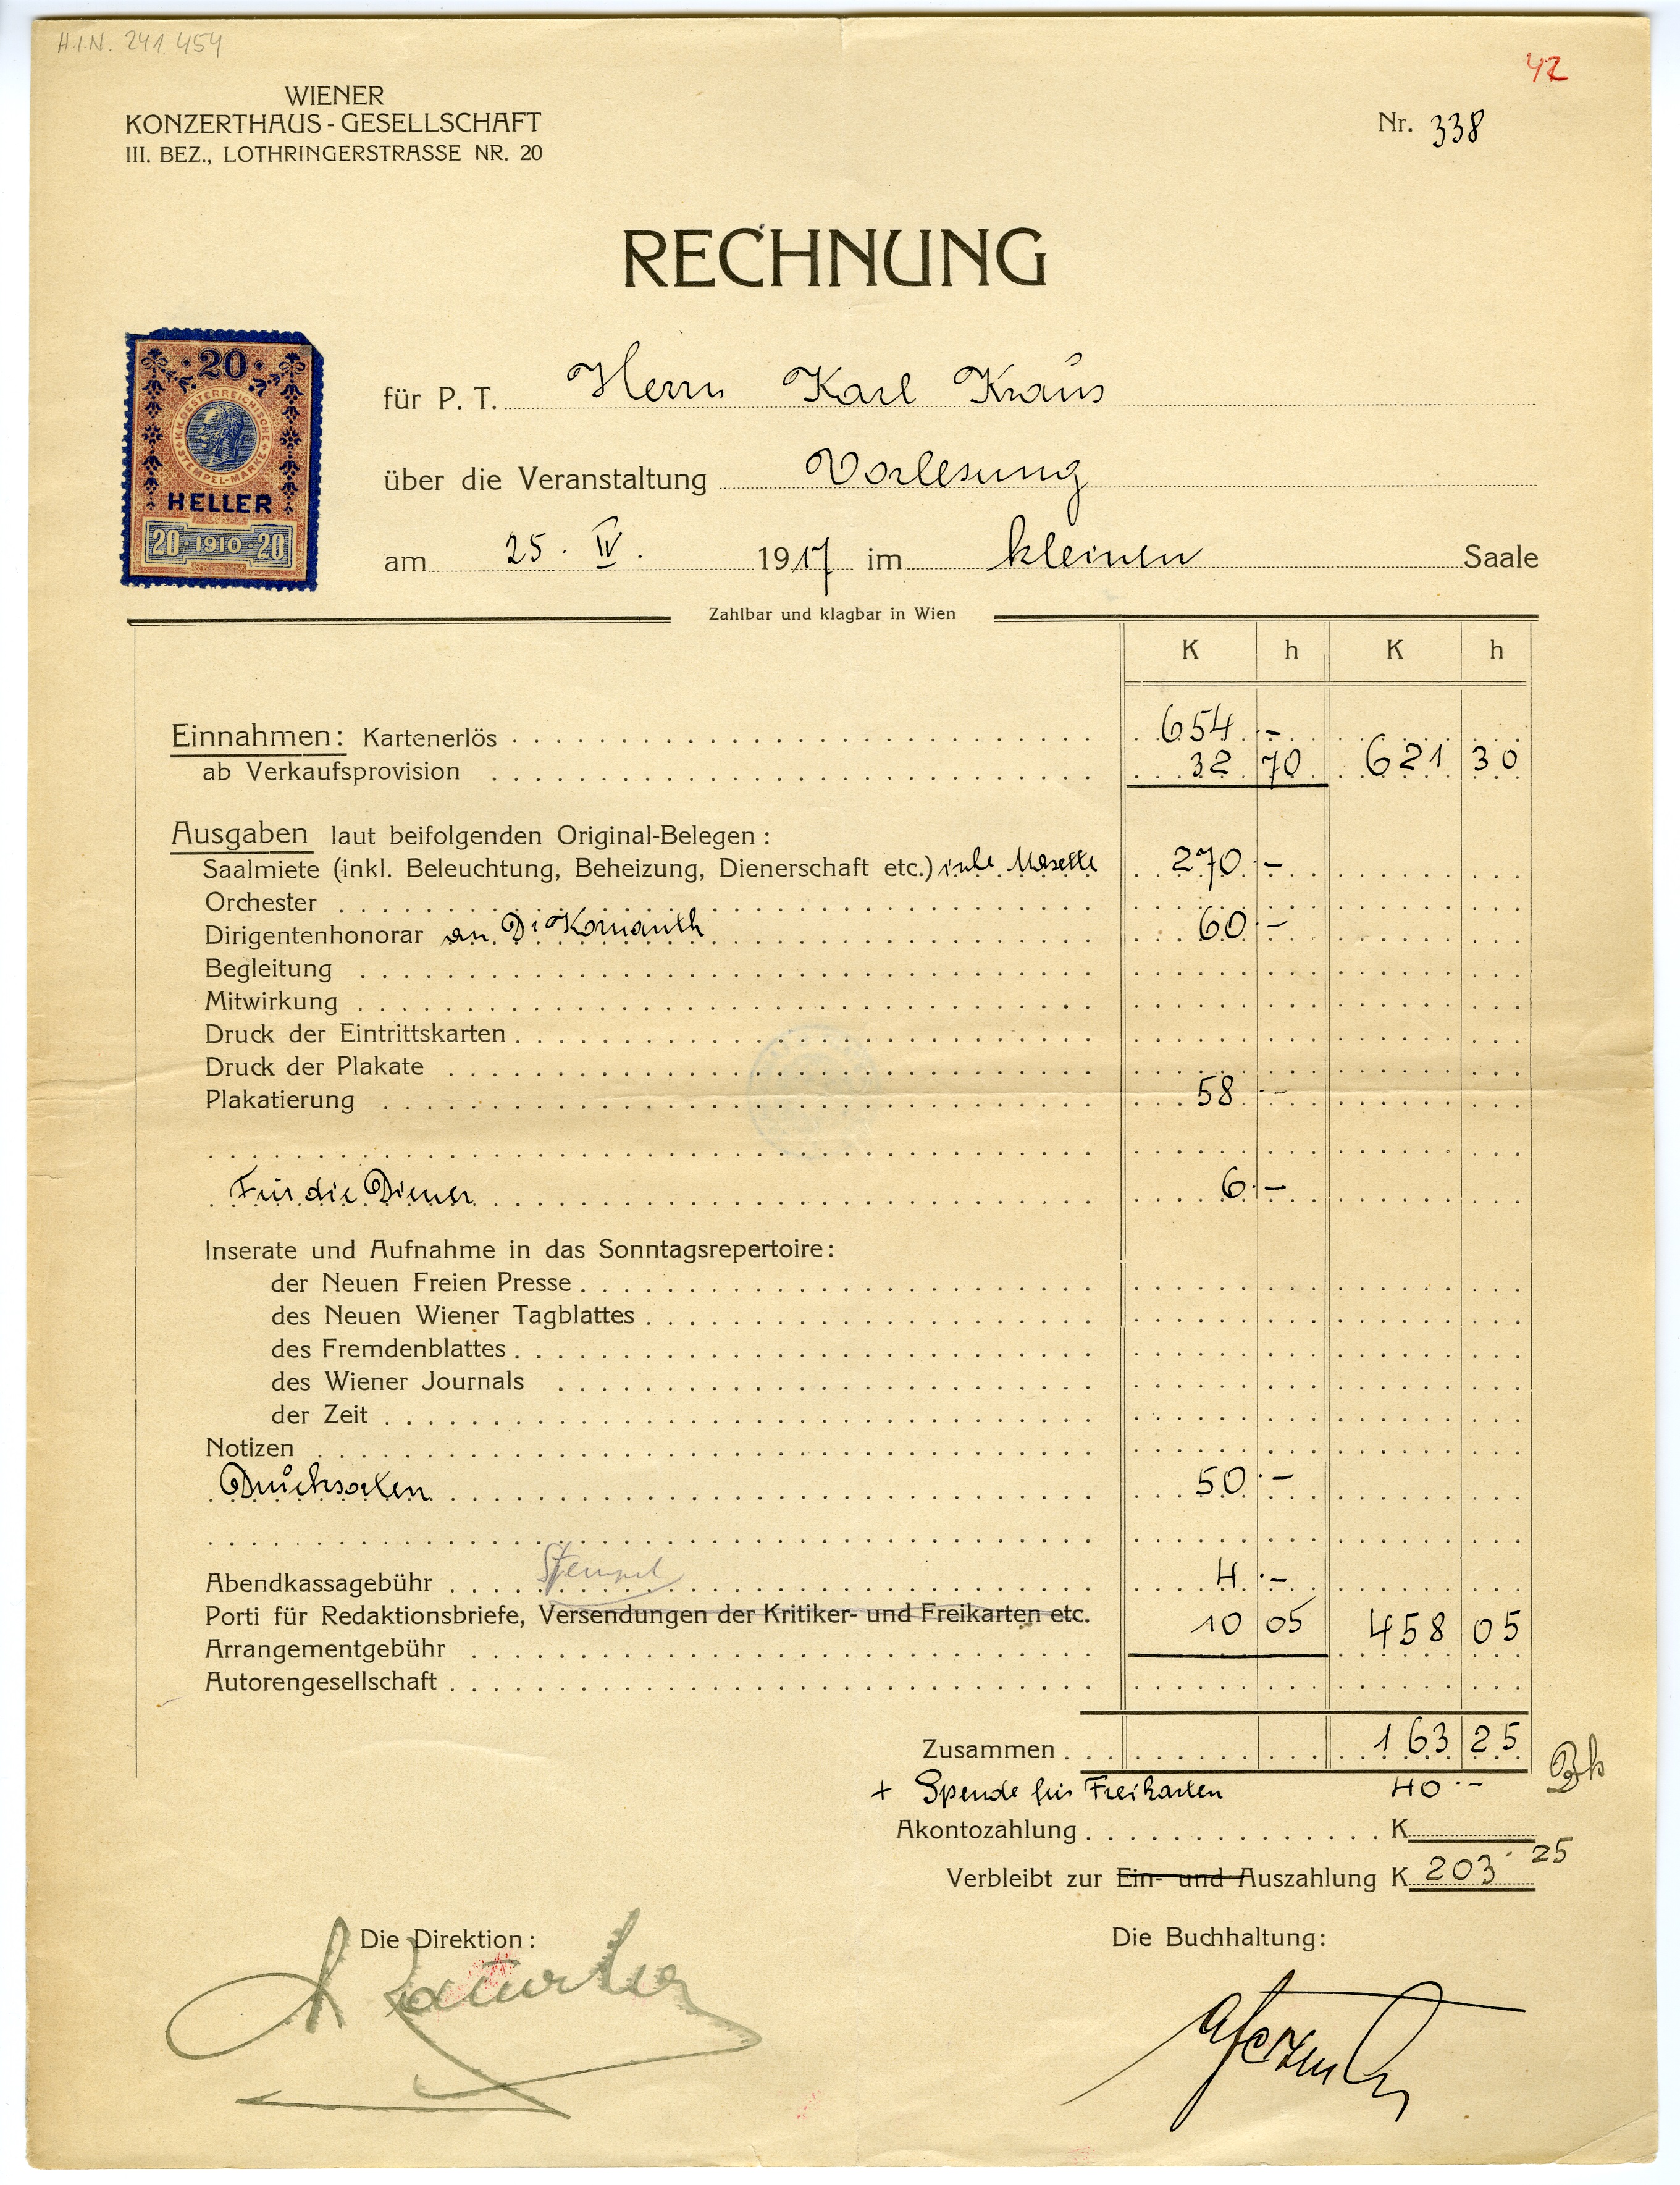 H.I.N. 241.454
42
WIENER
KONZERTHAUS-GESELLSCHAFT
III. BEZ., LOTHRINGERSTRASSE NR. 20
Nr. 338
RECHNUNG
20
K.K. OESTERREICHISCHE STEMPEL-MARKE
HELLER
20 · 1910 · 20
für P. T. Herrn Karl Kraus
über die Veranstaltung Vorlesung
am 25. IV. 1917 im kleinen Saale
Zahlbar und klagbar in Wien
K h K h
Einnahmen: Kartenerlös 654 .–
ab Verkaufsprovision 32 70 621 30
Ausgaben laut beifolgenden Original-Belegen:
Saalmiete (inkl. Beleuchtung, Beheizung, Dienerschaft etc.) 270 .–
Orchester
Dirigentenhonorar an Dr Kornauth 60 .–
Begleitung
Mitwirkung
Druck der Eintrittskarten
Druck der Plakate
Plakatierung 58 .–
Für die Diener 6 .–
Inserate und Aufnahme in das Sonntagsrepertoire:
der Neuen Freien Presse
des Neuen Wiener Tagblattes
des Fremdenblattes
des Wiener Journals
der Zeit
Notizen
Drucksorten 50 .–
Stempel
Abendkassagebühr 4 .–
Porti für Redaktionsbriefe, Versendungen der Kritiker- und Freikarten etc. 10 05 458 05
Arrangementgebühr
Autorengesellschaft
Zusammen 163 25
+ Spende für Freikarten 40 .–
Akontozahlung K
Verbleibt zur Ein- und Auszahlung K 203 . 25
Die Direktion:
Die Buchhaltung: